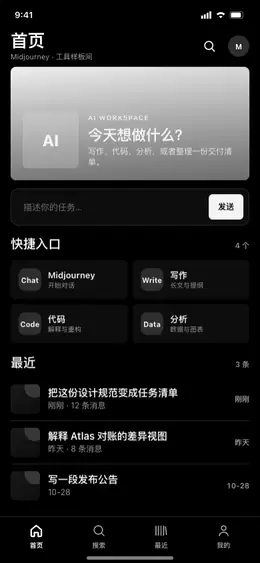 9:41
首页
Midjourney · 工具样板间
M
AI
AI WORKSPACE
今天想做什么?
写作、代码、分析，或者整理一份交付清
单。
描述你的任务...
发送
快捷入口
4 个
Chat
Midjourney
开始对话
Write
写作
长文与提纲
Code
代码
解释与重构
Data
分析
数据与图表
最近
3 条
把这份设计规范变成任务清单
刚刚 · 12 条消息
刚刚
解释 Atlas 对账的差异视图
昨天 · 8 条消息
昨天
写一段发布公告
10-28
10-28
首页
搜索
最近
我的